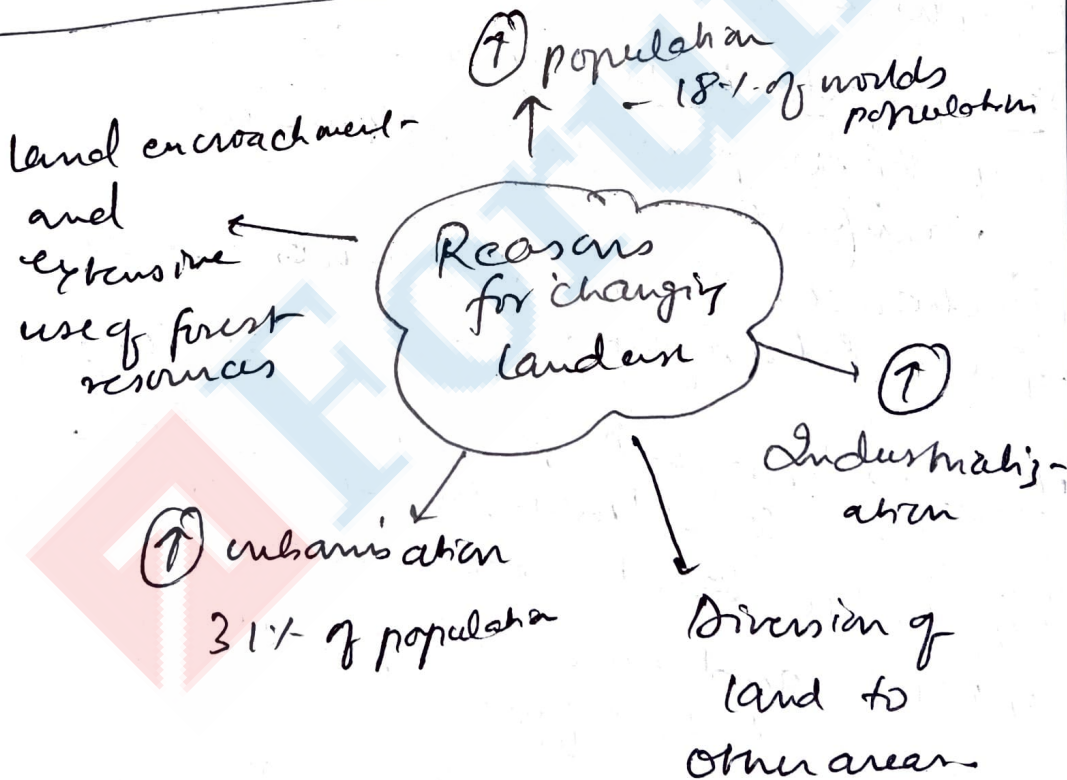 ↑ population
- 18% of worlds
population
Land encroachment
and
extensive
use of forest
resources
Reasons
for changing
landuse
↑
Industrializ-
ation
↑ urbanisation
31% of population
Diversion of
land to
other areas
Forum